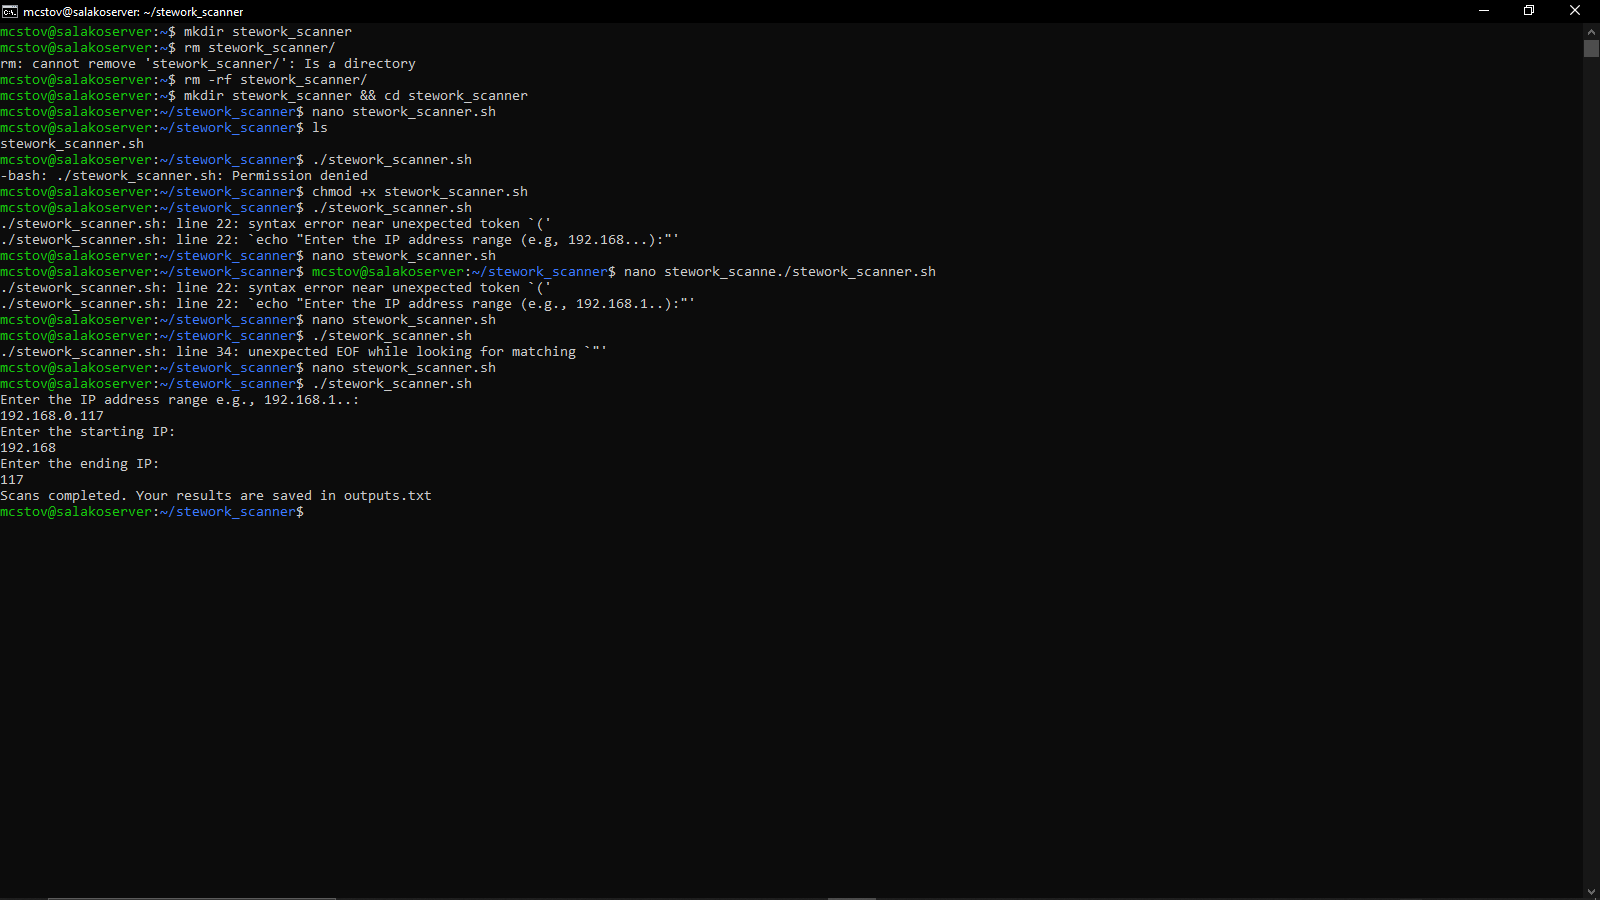 mcstov@salakoserver: ~/stework_scanner
mcstov@salakoserver:~$ mkdir stework_scanner
mcstov@salakoserver:~$ rm stework_scanner/
rm: cannot remove 'stework_scanner/': Is a directory
mcstov@salakoserver:~$ rm -rf stework_scanner/
mcstov@salakoserver:~$ mkdir stework_scanner && cd stework_scanner
mcstov@salakoserver:~/stework_scanner$ nano stework_scanner.sh
mcstov@salakoserver:~/stework_scanner$ ls
stework_scanner.sh
mcstov@salakoserver:~/stework_scanner$ ./stework_scanner.sh
-bash: ./stework_scanner.sh: Permission denied
mcstov@salakoserver:~/stework_scanner$ chmod +x stework_scanner.sh
mcstov@salakoserver:~/stework_scanner$ ./stework_scanner.sh
./stework_scanner.sh: line 22: syntax error near unexpected token `('
./stework_scanner.sh: line 22: `echo "Enter the IP address range (e.g, 192.168...):"'
mcstov@salakoserver:~/stework_scanner$ nano stework_scanner.sh
mcstov@salakoserver:~/stework_scanner$ mcstov@salakoserver:~/stework_scanner$ nano stework_scanne./stework_scanner.sh
./stework_scanner.sh: line 22: syntax error near unexpected token `('
./stework_scanner.sh: line 22: `echo "Enter the IP address range (e.g., 192.168.1..):"'
mcstov@salakoserver:~/stework_scanner$ nano stework_scanner.sh
mcstov@salakoserver:~/stework_scanner$ ./stework_scanner.sh
./stework_scanner.sh: line 34: unexpected EOF while looking for matching `"'
mcstov@salakoserver:~/stework_scanner$ nano stework_scanner.sh
mcstov@salakoserver:~/stework_scanner$ ./stework_scanner.sh
Enter the IP address range e.g., 192.168.1..:
192.168.0.117
Enter the starting IP:
192.168
Enter the ending IP:
117
Scans completed. Your results are saved in outputs.txt
mcstov@salakoserver:~/stework_scanner$